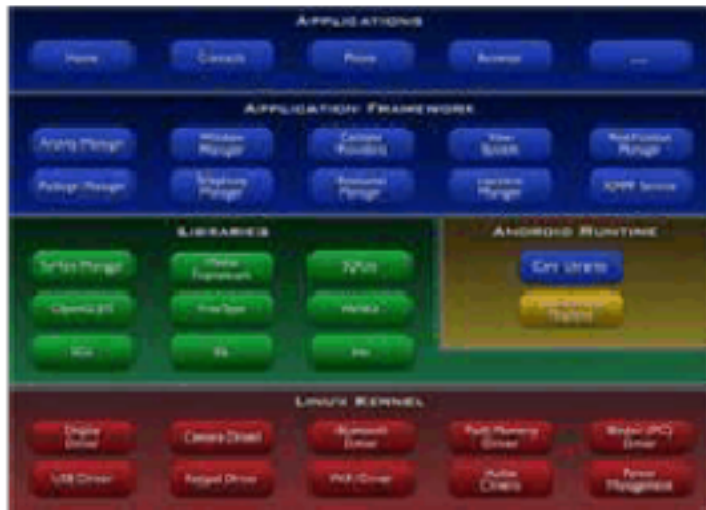 APPLICATIONS
Home
Contacts
Phone
Browser
...
APPLICATION FRAMEWORK
Activity Manager
Window
Manager
Content
Providers
View
System
Notification
Manager
Package Manager
Telephony
Manager
Resource
Manager
Location
Manager
XMPP Service
LIBRARIES
ANDROID RUNTIME
Surface Manager
Media
Framework
SQLite
Core Libraries
OpenGL|ES
FreeType
WebKit
Machine
SGL
SSL
LINUX KERNEL
Display
Driver
Camera Driver
Bluetooth
Driver
Flash Memory
Driver
Binder (IPC)
Driver
USB Driver
Keypad Driver
WiFi Driver
Audio
Drivers
Power
Management